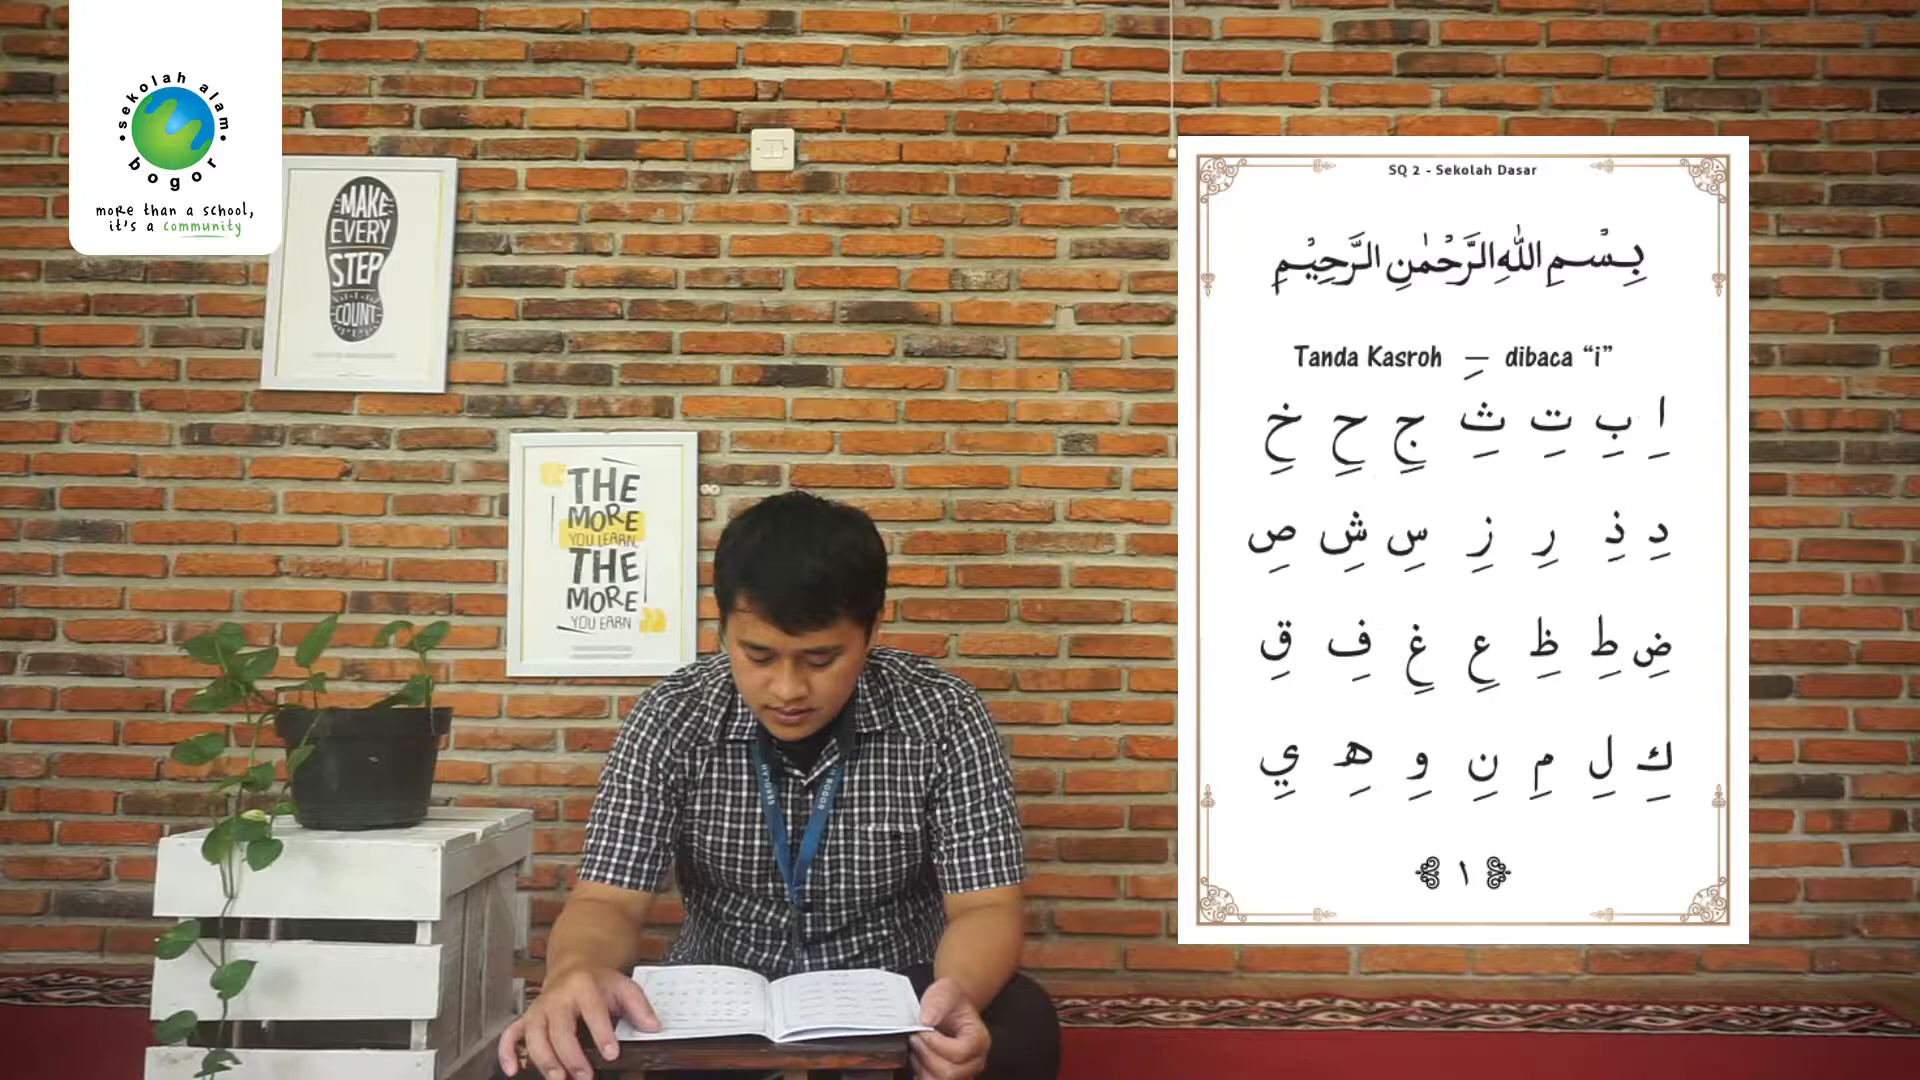 sekolah alam
bogor
more than a school,
it's a community
MAKE
EVERY
STEP
COUNT
THE
MORE
YOU LEARN,
THE
MORE
YOU EARN
BOGOR
SQ 2 - Sekolah Dasar
بِسْمِ اللّٰهِ الرَّحْمٰنِ الرَّحِيْمِ
Tanda Kasroh ـِ dibaca “i”
اِ بِ تِ ثِ جِ حِ خِ
دِ ذِ رِ زِ سِ شِ صِ
ضِ طِ ظِ عِ غِ فِ قِ
كِ لِ مِ نِ وِ هِ يِ
١